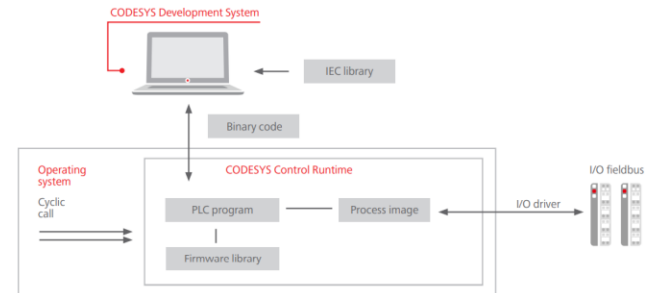 CODESYS Development System
IEC library
Binary code
Operating
system
CODESYS Control Runtime
I/O fieldbus
Cyclic
call
PLC program
Process image
I/O driver
Firmware library